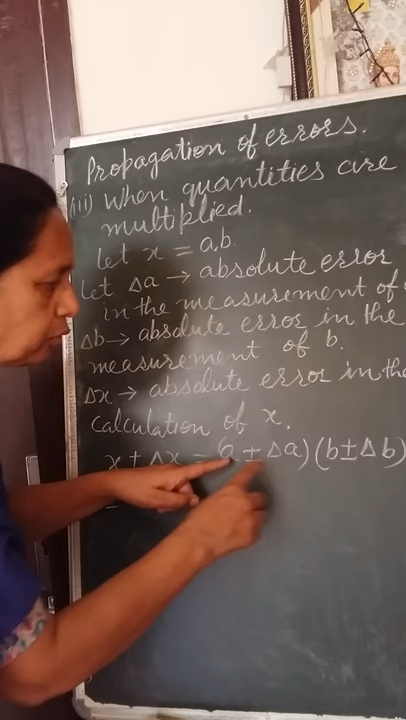 Propagation of errors.
(iii) When quantities are
multiplied.
Let x = a.b.
Let Δa → absolute error
in the measurement of
Δb → absolute error in the
measurement of b.
Δx → absolute error in the
calculation of x.
x ± Δx = (a ± Δa) (b ± Δb)